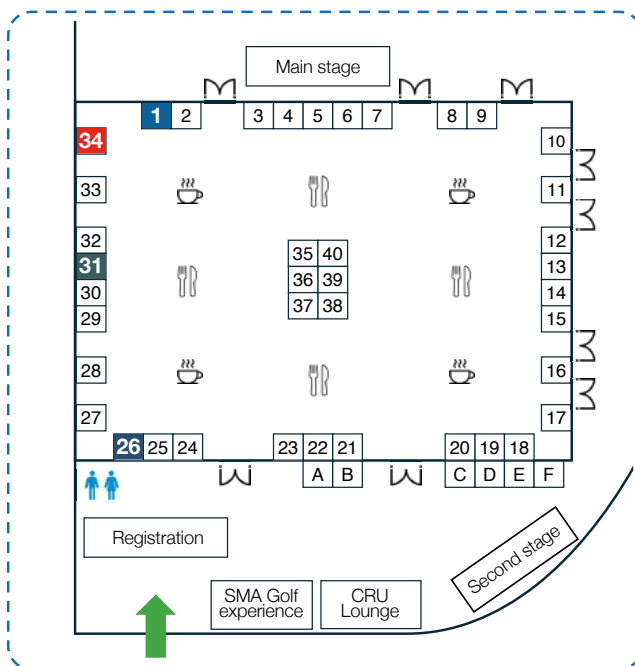 Main stage
1 2 3 4 5 6 7 8 9
34 10
33 11
32 12
35 40
31 13
36 39
30 14
37 38
29 15
28 16
27 17
26 25 24 23 22 21 20 19 18
A B C D E F
Registration
Second stage
SMA Golf
experience
CRU
Lounge